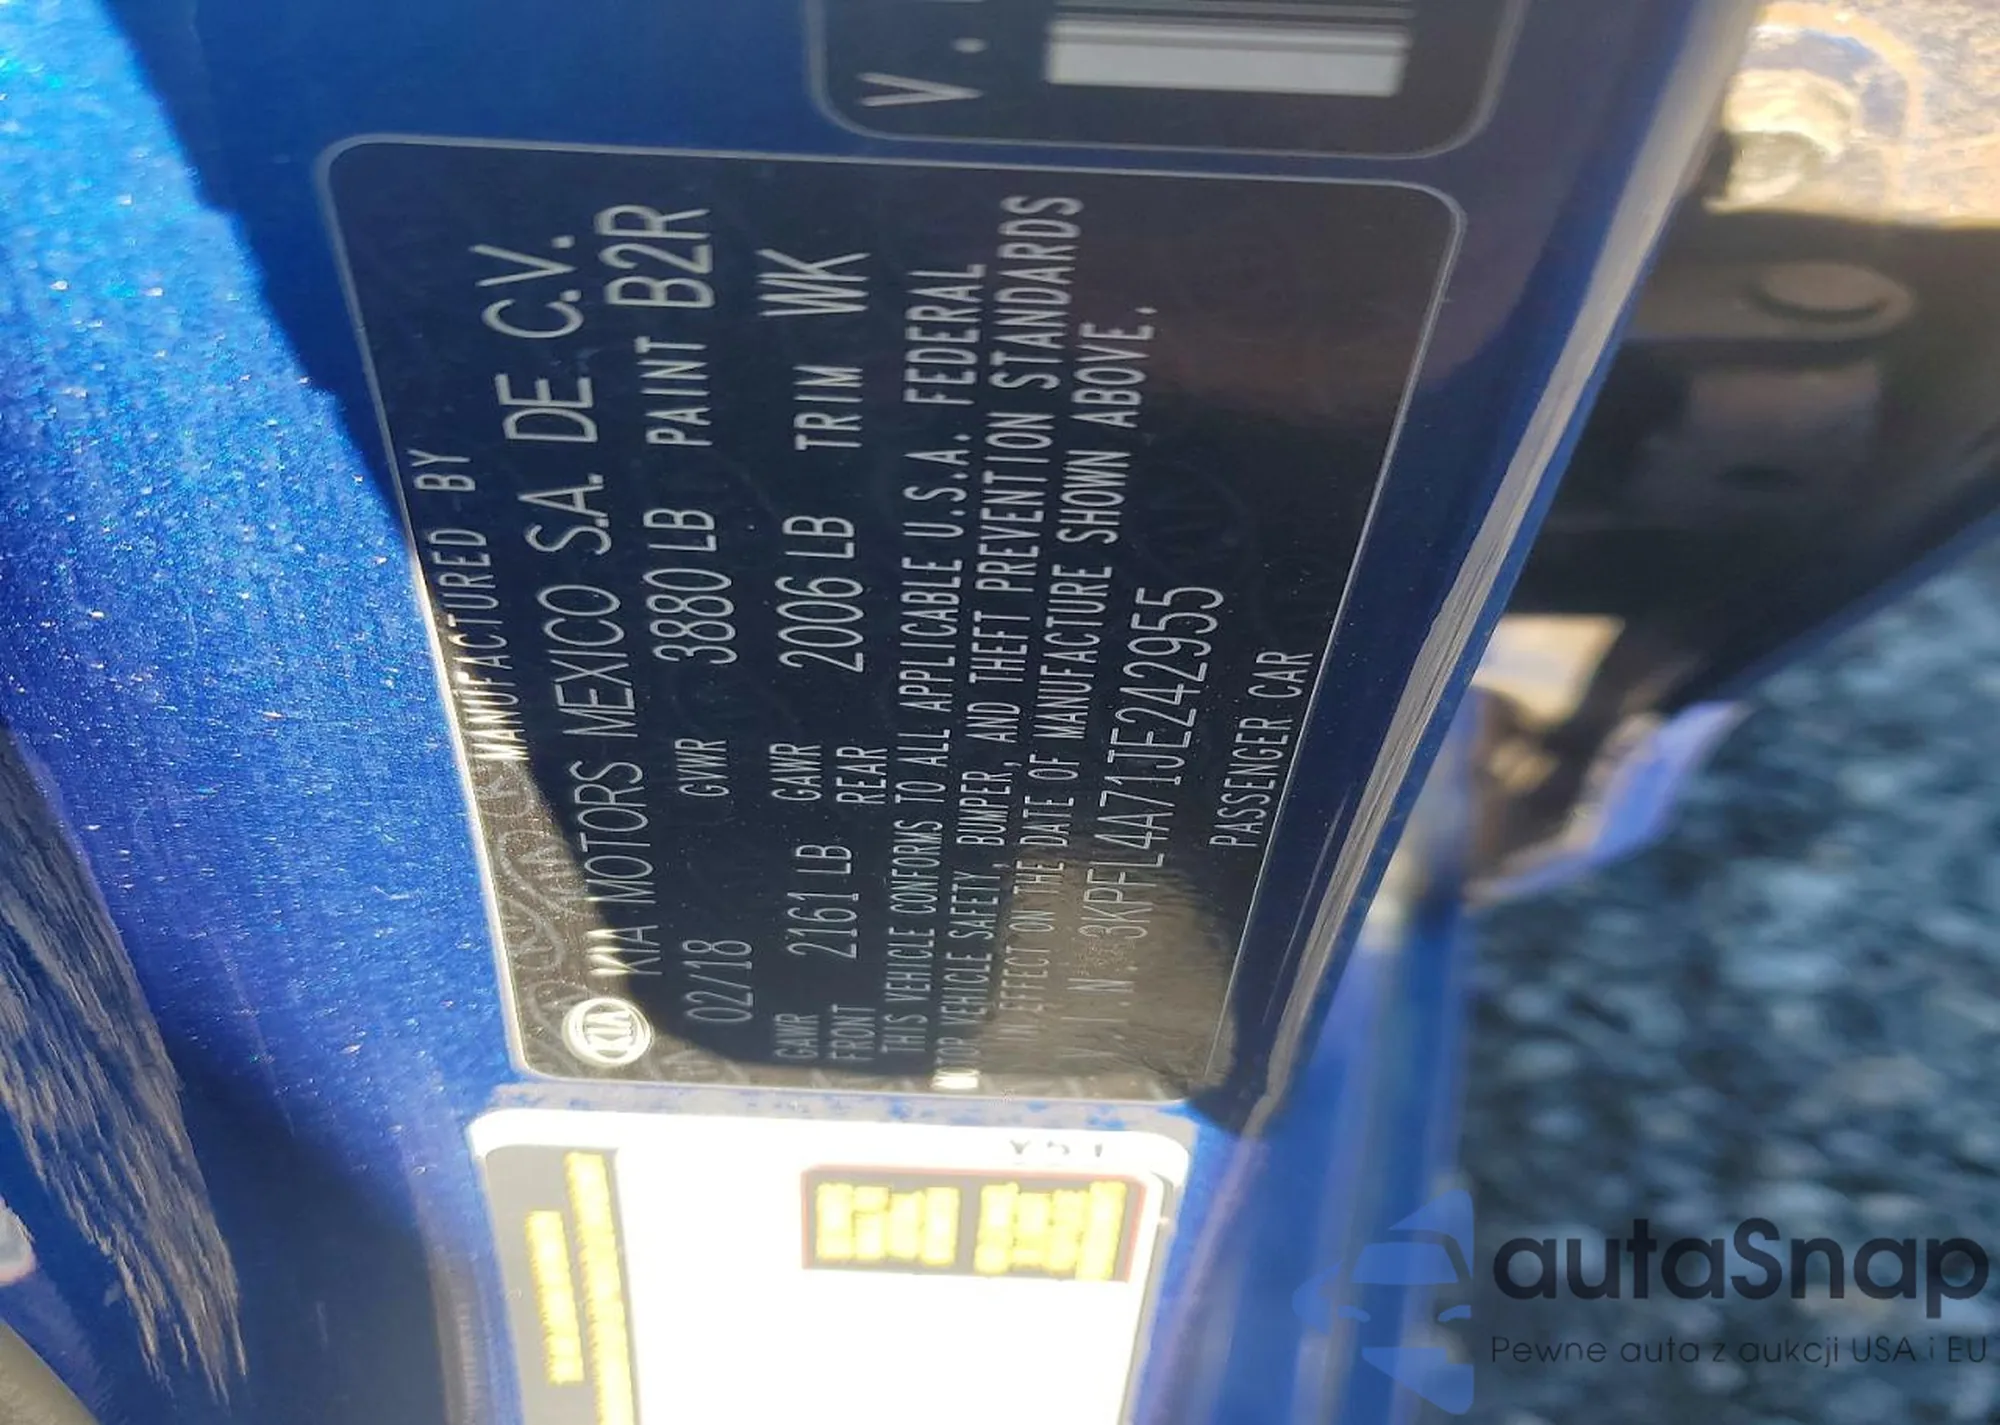 MANUFACTURED BY
KIA KIA MOTORS MEXICO S.A. DE C.V.
02/18 GVWR 3880 LB PAINT B2R
GAWR FRONT 2161 LB GAWR REAR 2006 LB TRIM WK
THIS VEHICLE CONFORMS TO ALL APPLICABLE U.S.A. FEDERAL
MOTOR VEHICLE SAFETY, BUMPER, AND THEFT PREVENTION STANDARDS
IN EFFECT ON THE DATE OF MANUFACTURE SHOWN ABOVE.
V.I.N. 3KPFL4A71JE242955
PASSENGER CAR
V.
autaSnap
Pewne auta z aukcji USA i EU